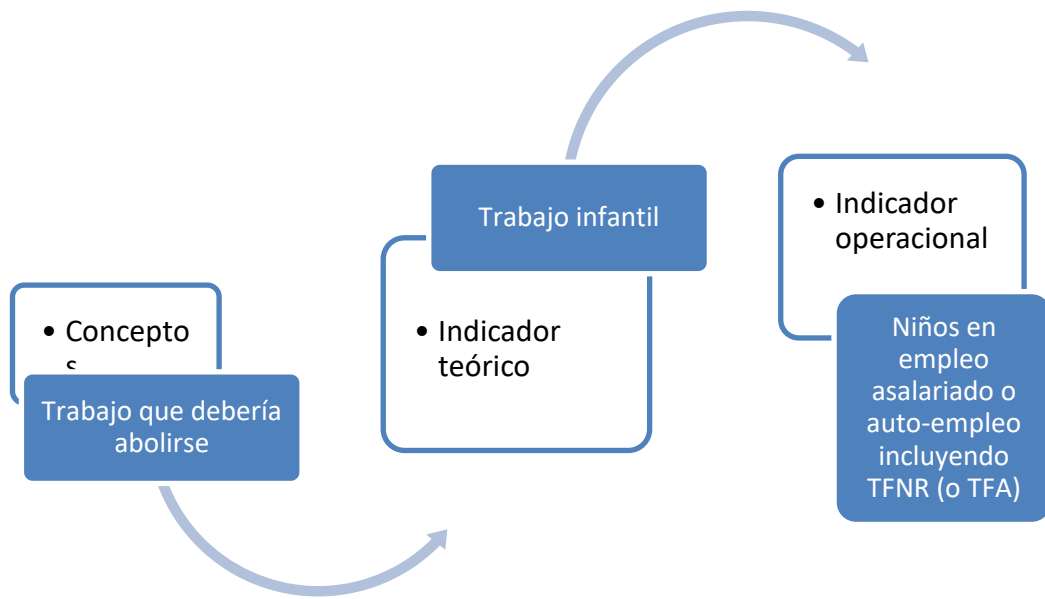 • Concepto
s
Trabajo que debería
abolirse
Trabajo infantil
• Indicador
teórico
• Indicador
operacional
Niños en
empleo
asalariado o
auto-empleo
incluyendo
TFNR (o TFA)